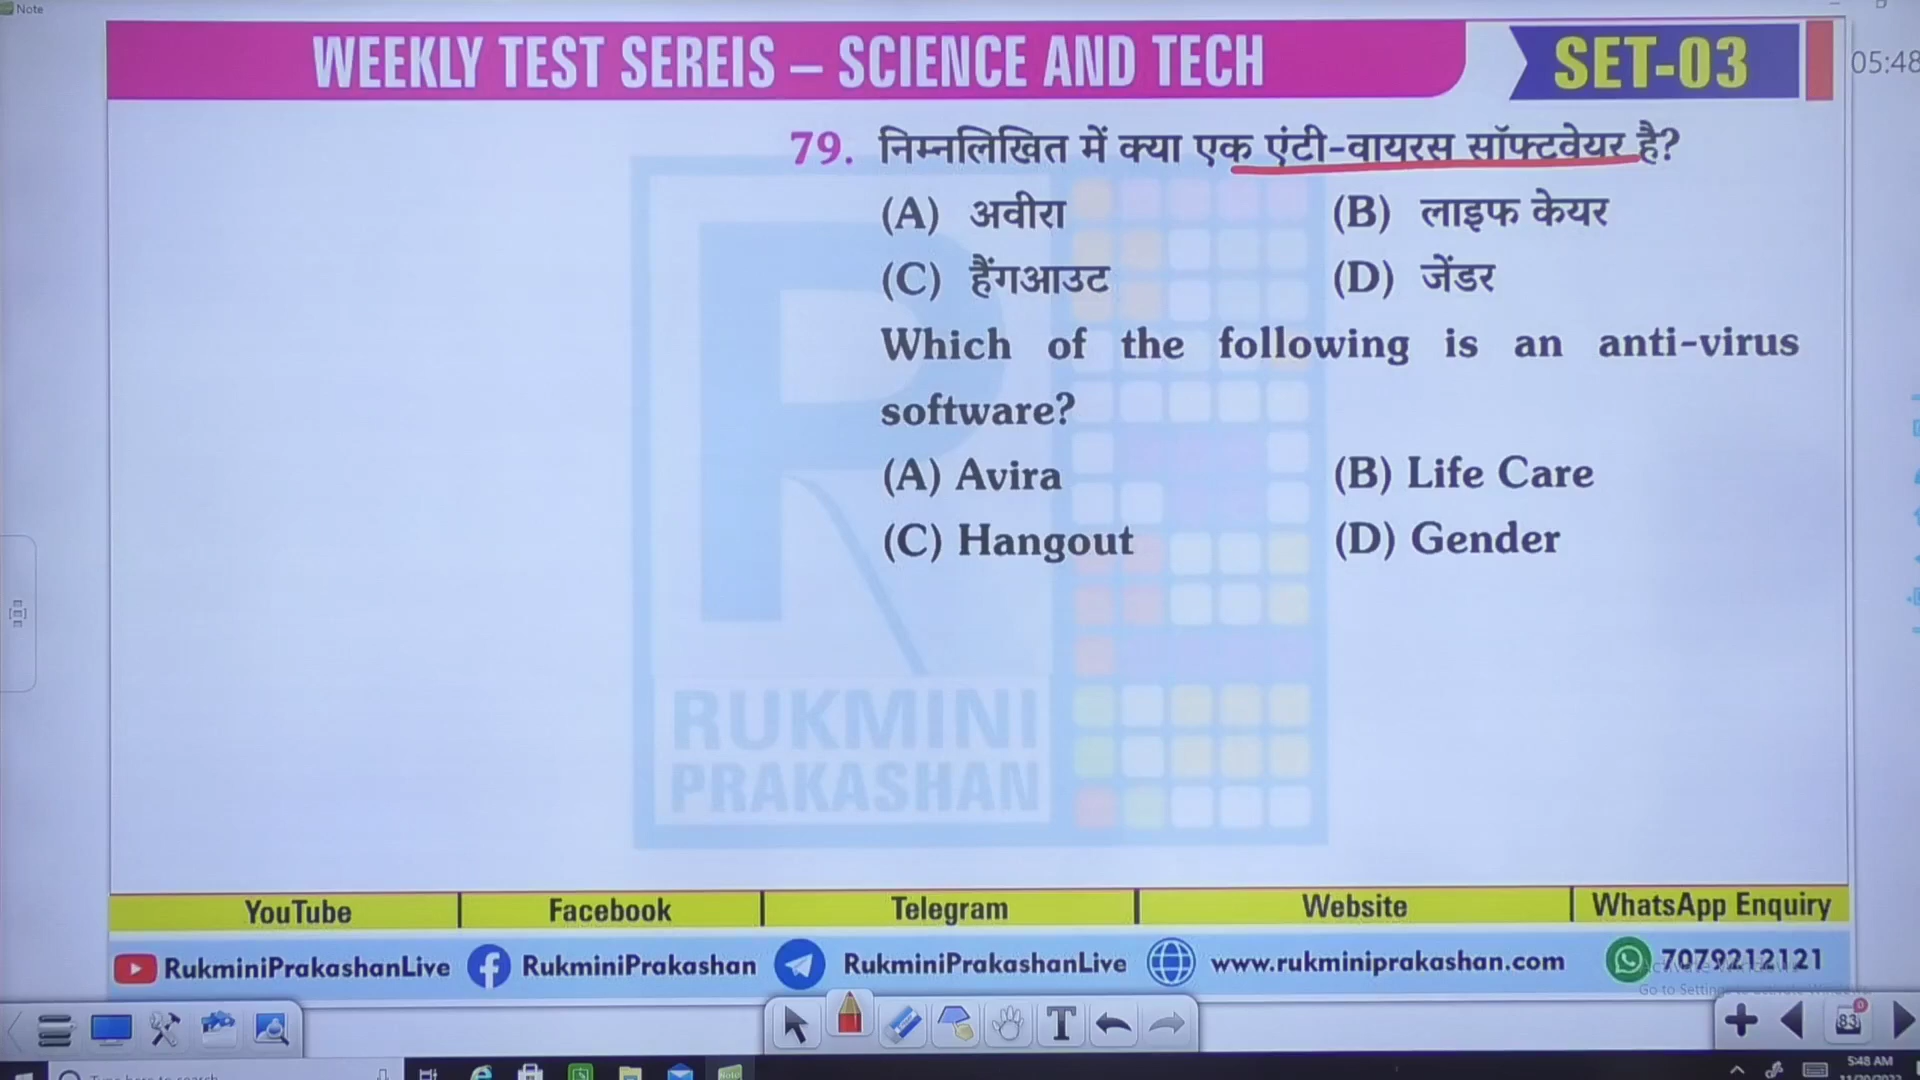 Note
WEEKLY TEST SEREIS – SCIENCE AND TECH
SET-03
05:48
79. निम्नलिखित में क्या एक एंटी-वायरस सॉफ्टवेयर है?
(A) अवीरा (B) लाइफ केयर
(C) हैंगआउट (D) जेंडर
Which of the following is an anti-virus
software?
(A) Avira (B) Life Care
(C) Hangout (D) Gender
RUKMINI
PRAKASHAN
YouTube Facebook Telegram Website WhatsApp Enquiry
RukminiPrakashanLive RukminiPrakashan RukminiPrakashanLive www.rukminiprakashan.com 7079212121
T
83
5:48 AM